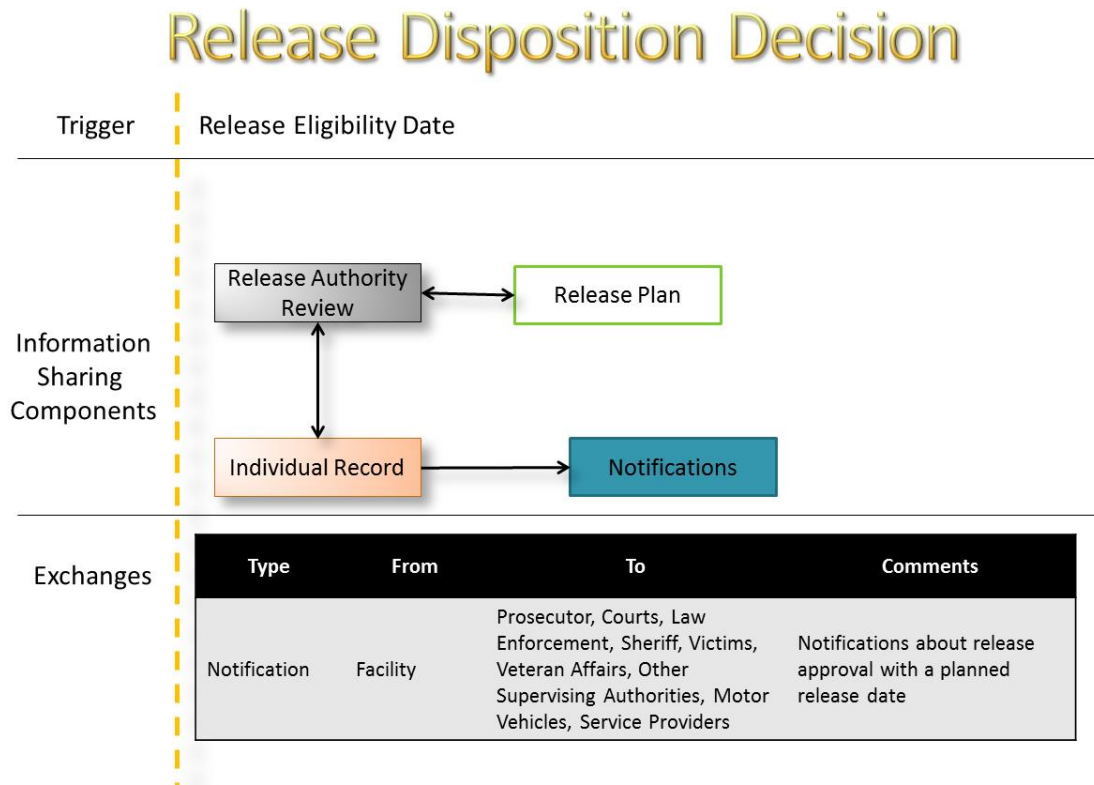 Release Disposition Decision
Trigger
Release Eligibility Date
Release Authority
Review
Release Plan
Information
Sharing
Components
Individual Record
Notifications
Exchanges
Type
From
To
Comments
Notification
Facility
Prosecutor, Courts, Law
Enforcement, Sheriff, Victims,
Veteran Affairs, Other
Supervising Authorities, Motor
Vehicles, Service Providers
Notifications about release
approval with a planned
release date